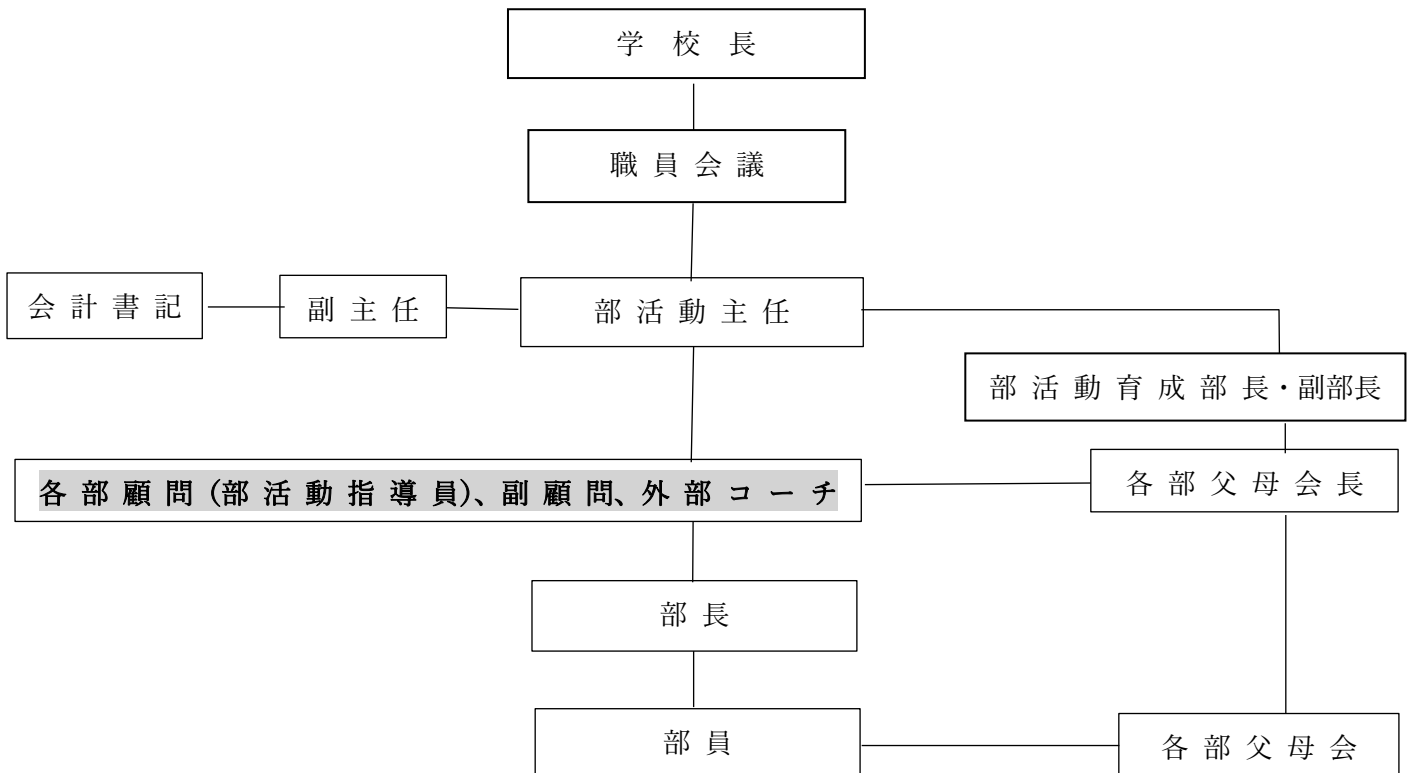 学校長
職員会議
会計書記
副主任
部活動主任
部活動育成部長・副部長
各部顧問(部活動指導員)、副顧問、外部コーチ
各部父母会長
部長
部員
各部父母会